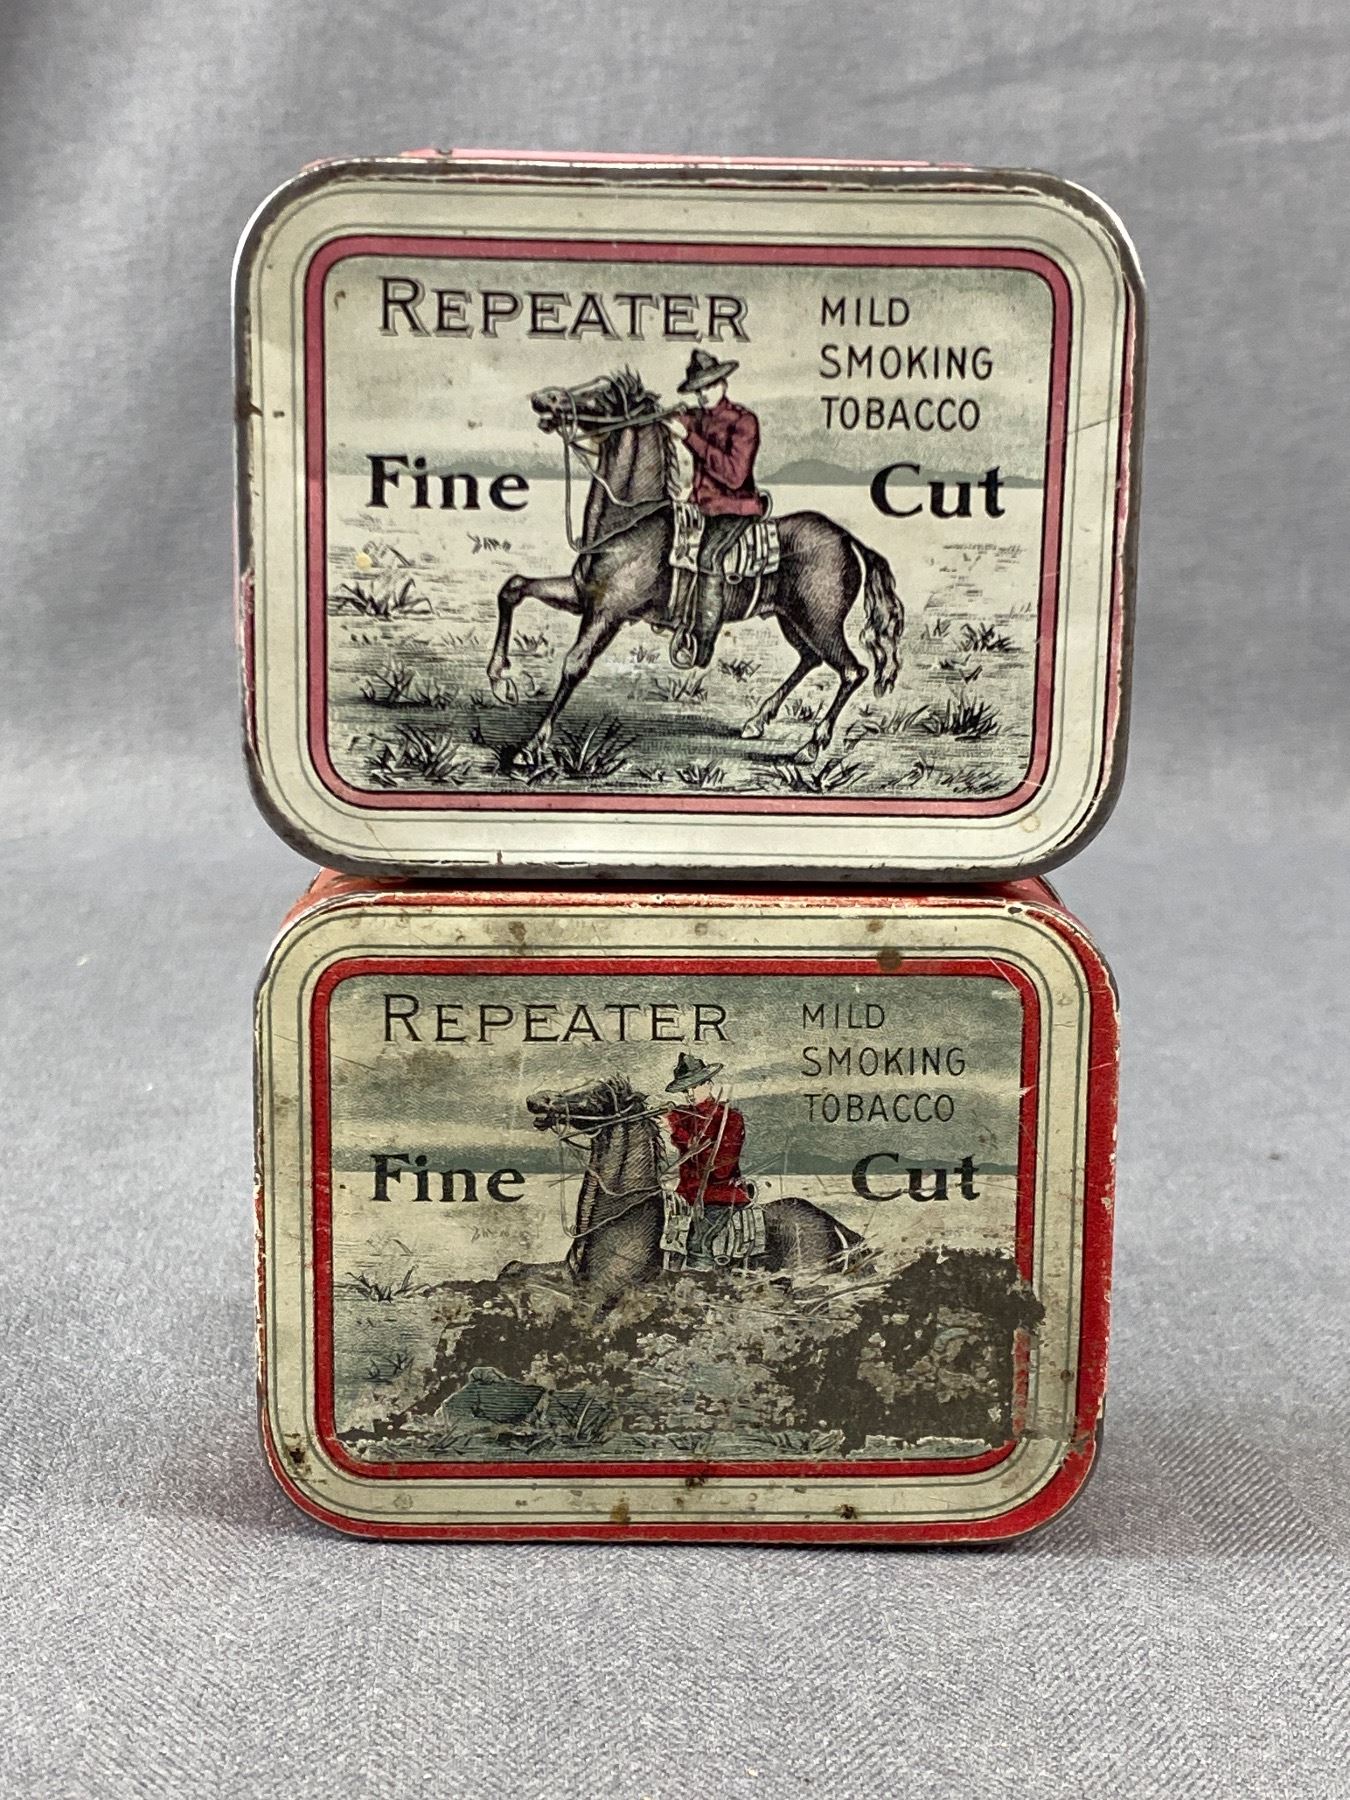 REPEATER
MILD
SMOKING
TOBACCO
Fine Cut
REPEATER
MILD
SMOKING
TOBACCO
Fine Cut